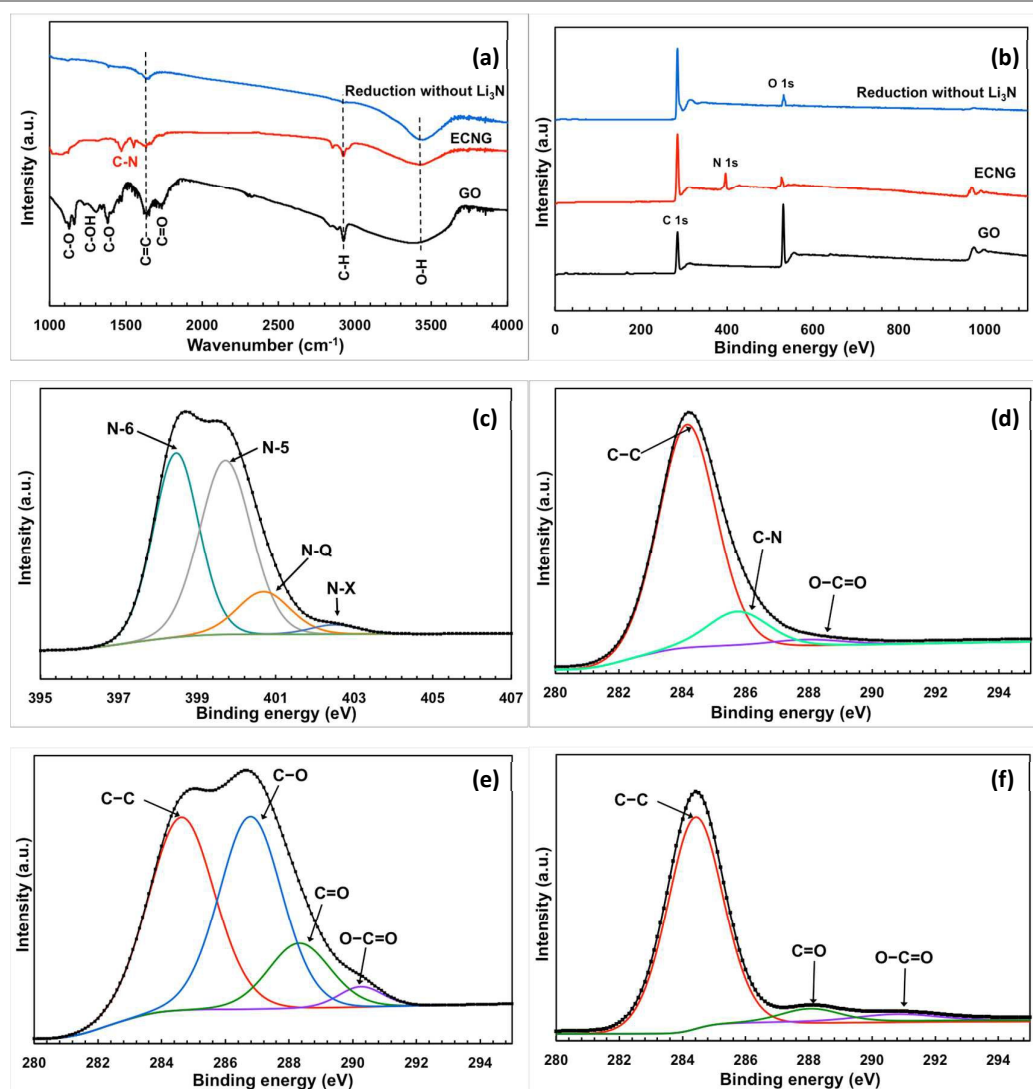 (a)
Reduction without Li₃N
ECNG
C-N
GO
C-O
C-OH
C-O
C=C
C=O
C-H
O-H
Intensity (a.u.)
1000 1500 2000 2500 3000 3500 4000
Wavenumber (cm⁻¹)
(b)
O 1s
Reduction without Li₃N
N 1s
ECNG
C 1s
GO
Intensity (a.u)
0 200 400 600 800 1000
Binding energy (eV)
(c)
N-6
N-5
N-Q
N-X
Intensity (a.u.)
395 397 399 401 403 405 407
Binding energy (eV)
(d)
C−C
C-N
O−C=O
Intensity (a.u.)
280 282 284 286 288 290 292 294
Binding energy (eV)
(e)
C−C
C−O
C=O
O−C=O
Intensity (a.u.)
280 282 284 286 288 290 292 294
Binding energy (eV)
(f)
C−C
C=O
O−C=O
Intensity (a.u.)
280 282 284 286 288 290 292 294
Binding energy (eV)